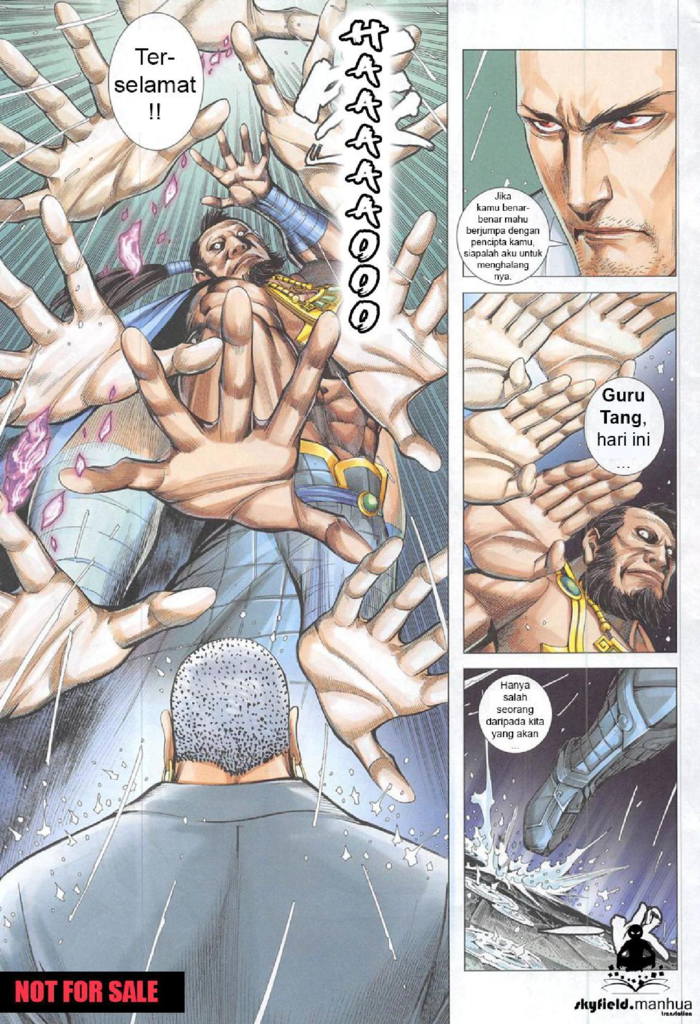 Ter-
selamat
!!
HAAAAAAOOO
Jika
kamu benar-
benar mahu
berjumpa dengan
pencipta kamu,
siapalah aku untuk
menghalang
nya.
Guru
Tang,
hari ini
...
Hanya
salah
seorang
daripada kita
yang akan
...
NOT FOR SALE
skyfield.manhua
translation